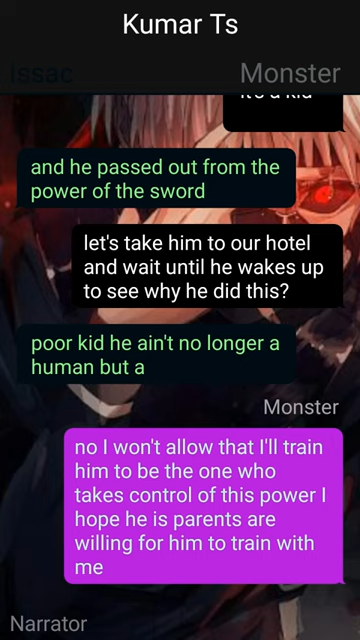 Kumar Ts
Issac
Monster
it's a kid
and he passed out from the
power of the sword
let's take him to our hotel
and wait until he wakes up
to see why he did this?
poor kid he ain't no longer a
human but a
Monster
no I won't allow that I'll train
him to be the one who
takes control of this power I
hope he is parents are
willing for him to train with
me
Narrator